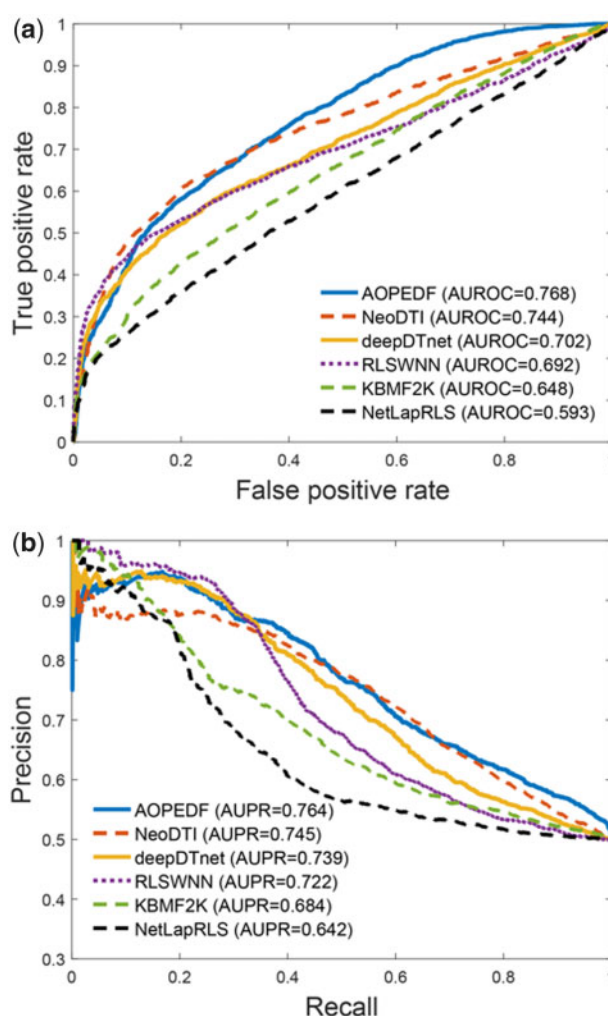 (a)
1
0.9
0.8
0.7
0.6
0.5
0.4
0.3
0.2
0.1
0
True positive rate
AOPEDF (AUROC=0.768)
NeoDTI (AUROC=0.744)
deepDTnet (AUROC=0.702)
RLSWNN (AUROC=0.692)
KBMF2K (AUROC=0.648)
NetLapRLS (AUROC=0.593)
0 0.2 0.4 0.6 0.8
False positive rate
(b)
1
0.9
0.8
0.7
0.6
0.5
0.4
0.3
Precision
AOPEDF (AUPR=0.764)
NeoDTI (AUPR=0.745)
deepDTnet (AUPR=0.739)
RLSWNN (AUPR=0.722)
KBMF2K (AUPR=0.684)
NetLapRLS (AUPR=0.642)
0 0.2 0.4 0.6 0.8
Recall